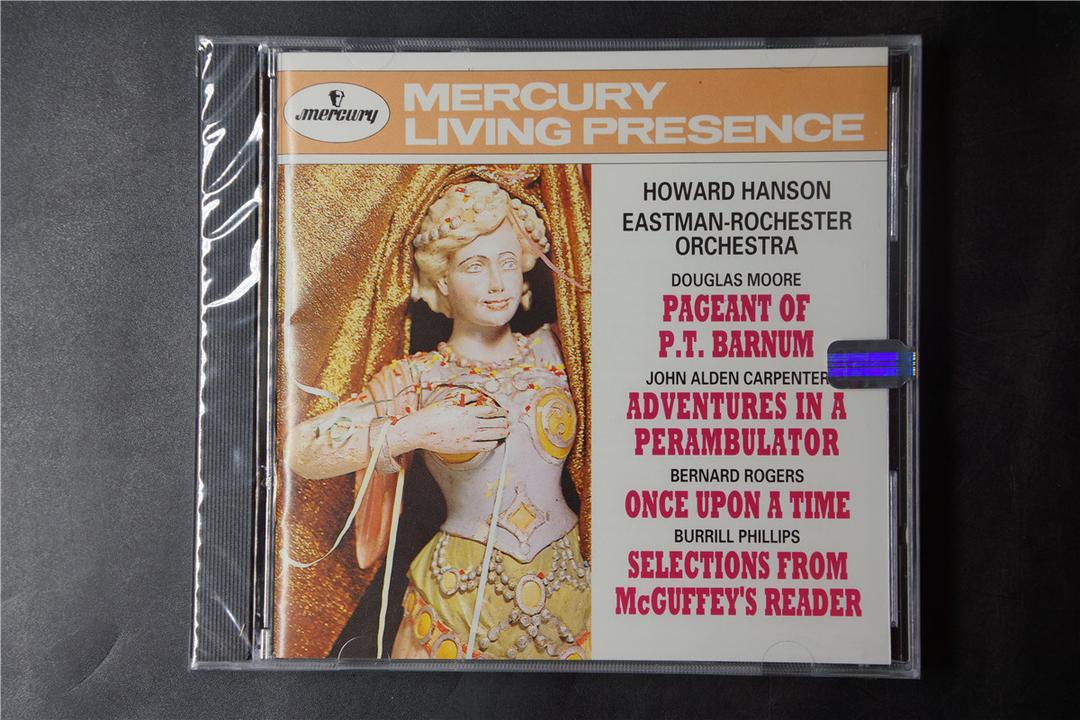 mercury
MERCURY
LIVING PRESENCE
HOWARD HANSON
EASTMAN-ROCHESTER
ORCHESTRA
DOUGLAS MOORE
PAGEANT OF
P.T. BARNUM
JOHN ALDEN CARPENTER
ADVENTURES IN A
PERAMBULATOR
BERNARD ROGERS
ONCE UPON A TIME
BURRILL PHILLIPS
SELECTIONS FROM
McGUFFEY'S READER